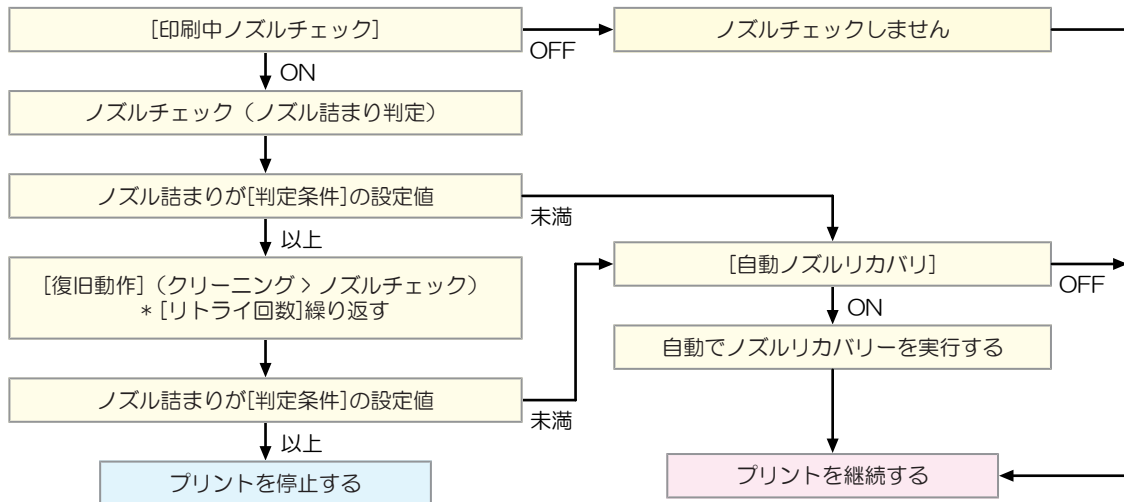 [印刷中ノズルチェック]
OFF
ノズルチェックしません
ON
ノズルチェック（ノズル詰まり判定）
ノズル詰まりが[判定条件]の設定値
未満
以上
[復旧動作]（クリーニング > ノズルチェック）
* [リトライ回数]繰り返す
[自動ノズルリカバリ]
OFF
ON
自動でノズルリカバリーを実行する
ノズル詰まりが[判定条件]の設定値
未満
以上
プリントを停止する
プリントを継続する